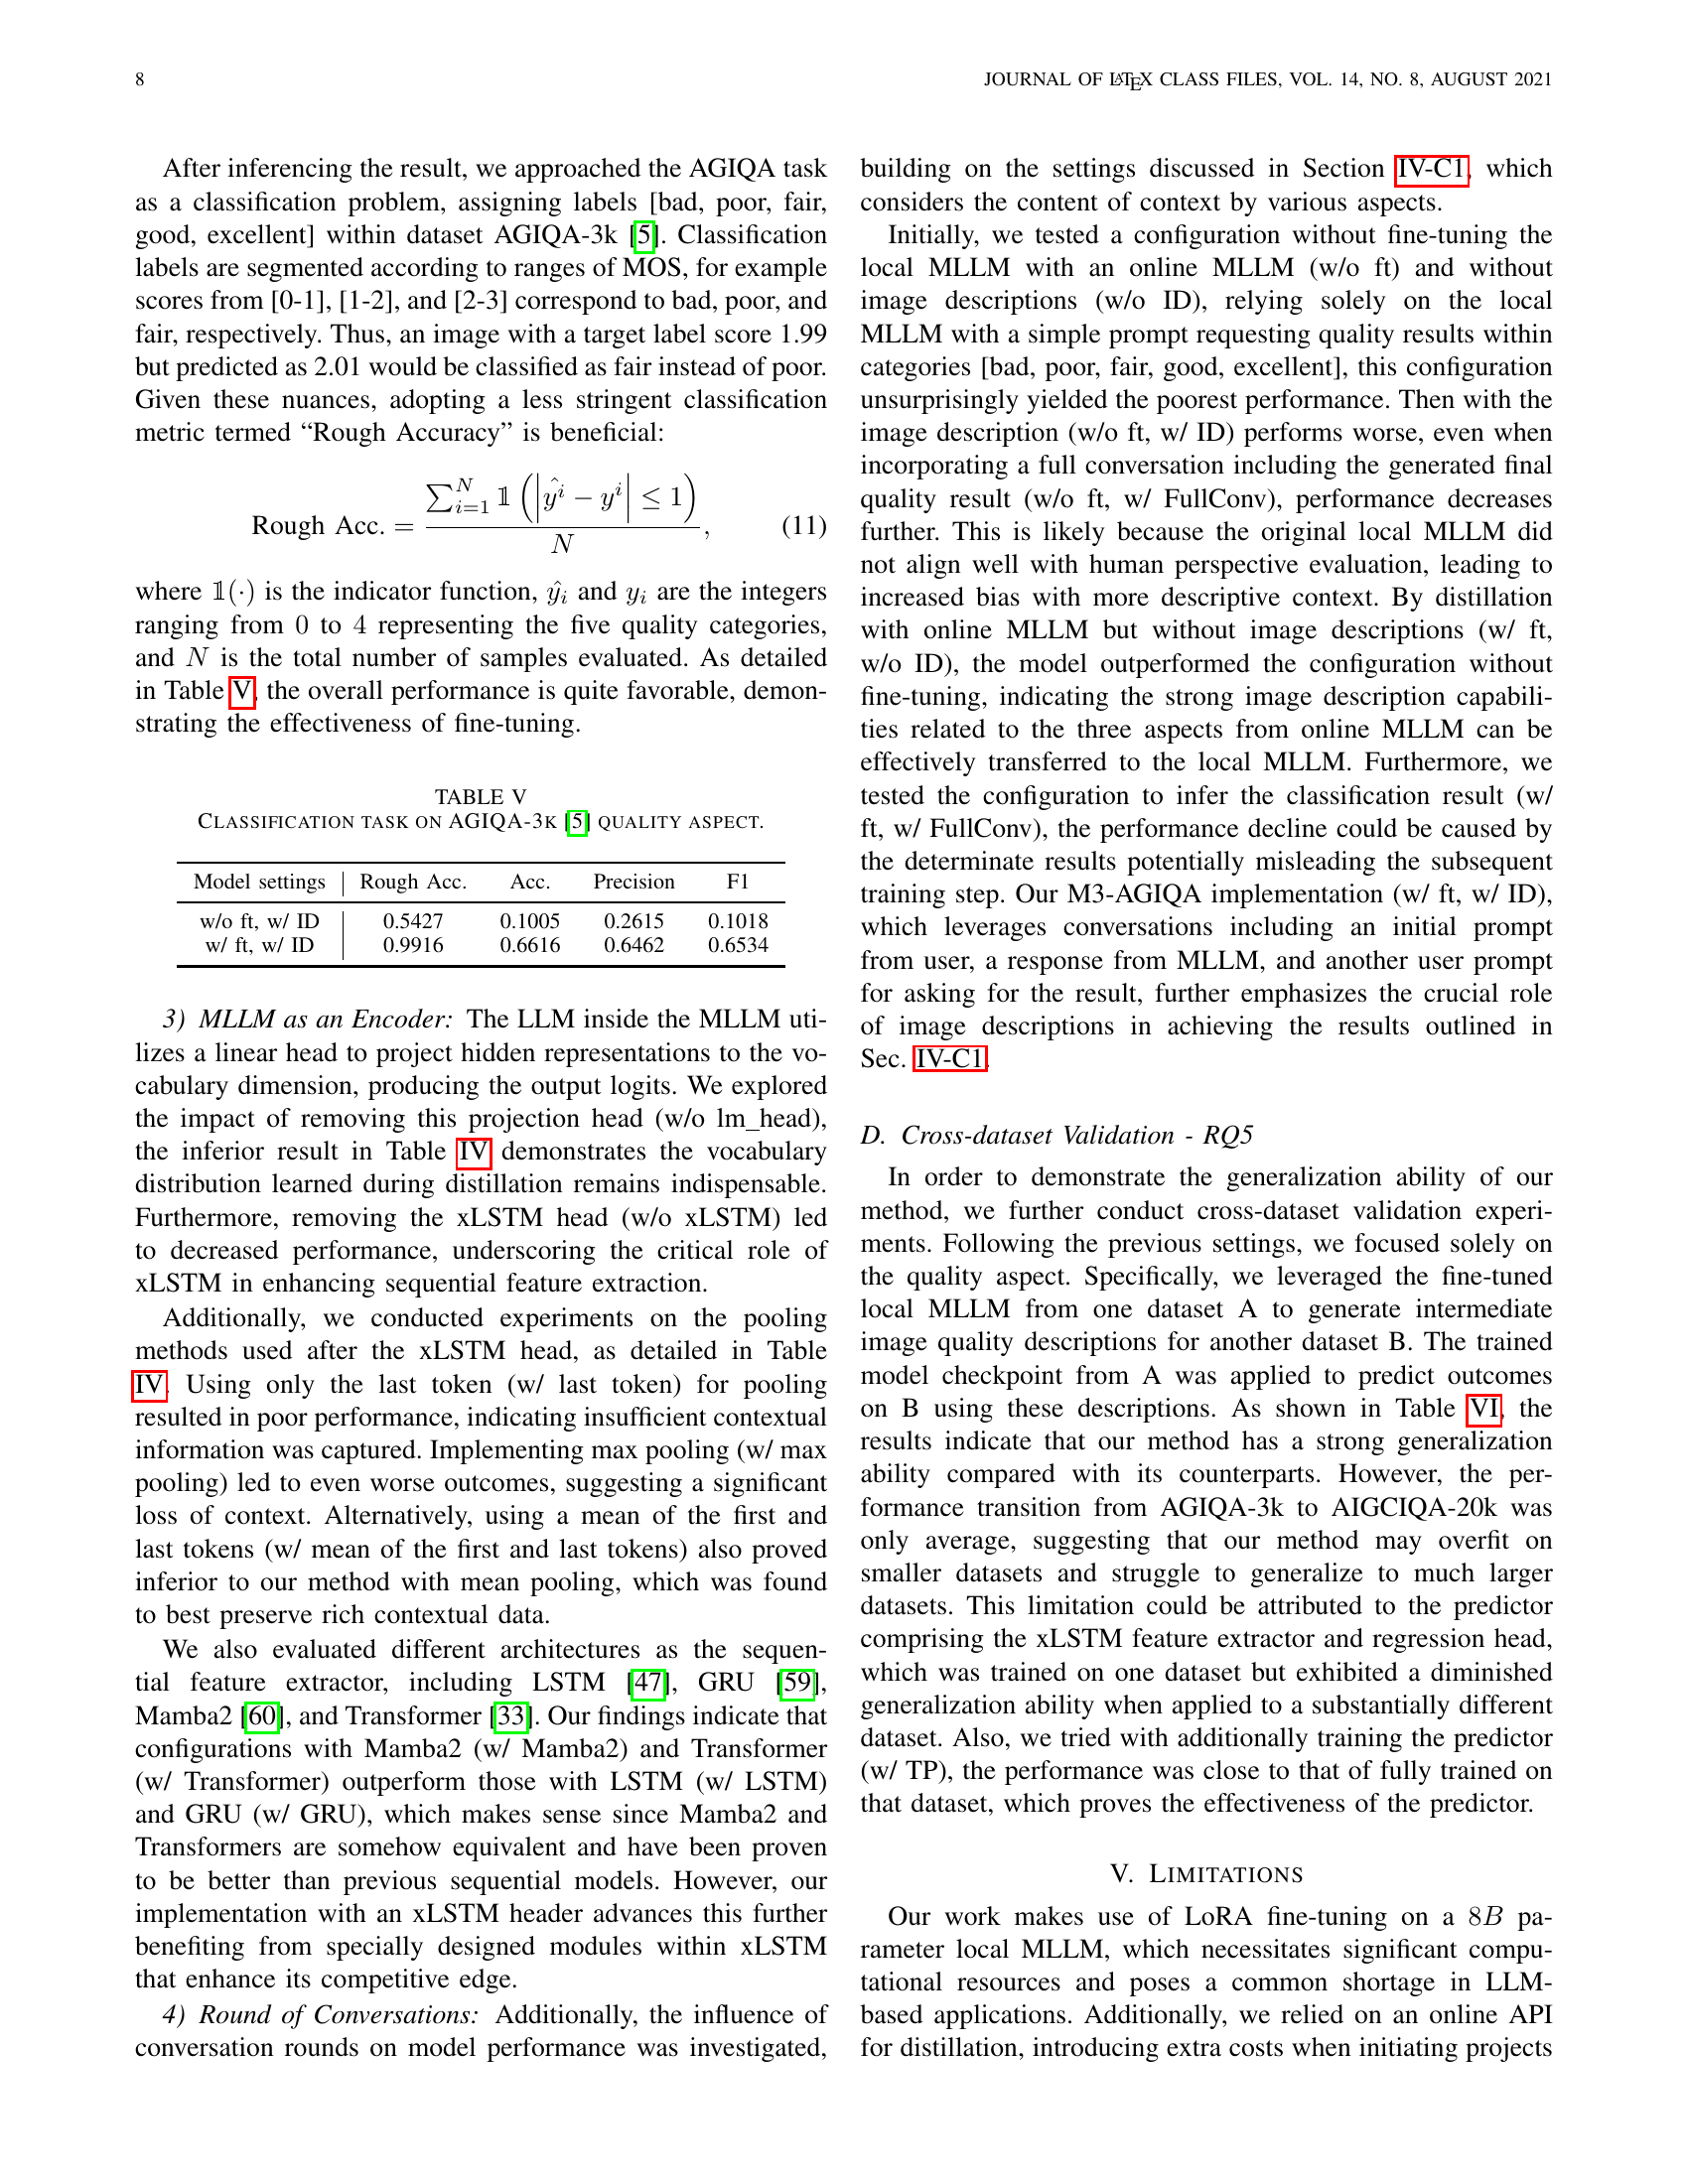 8
JOURNAL OF LATEX CLASS FILES, VOL. 14, NO. 8, AUGUST 2021
After inferencing the result, we approached the AGIQA task
as a classification problem, assigning labels [bad, poor, fair,
good, excellent] within dataset AGIQA-3k [5]. Classification
labels are segmented according to ranges of MOS, for example
scores from [0-1], [1-2], and [2-3] correspond to bad, poor, and
fair, respectively. Thus, an image with a target label score 1.99
but predicted as 2.01 would be classified as fair instead of poor.
Given these nuances, adopting a less stringent classification
metric termed “Rough Accuracy” is beneficial:
Rough Acc. = \frac{\sum_{i=1}^{N} 𝟙 (|\hat{y^i} − y^i| ≤ 1)}{N}, (11)
where 𝟙(·) is the indicator function, ŷ_i and y_i are the integers
ranging from 0 to 4 representing the five quality categories,
and N is the total number of samples evaluated. As detailed
in Table V, the overall performance is quite favorable, demon-
strating the effectiveness of fine-tuning.
TABLE V
CLASSIFICATION TASK ON AGIQA-3K [5] QUALITY ASPECT.
Model settings Rough Acc. Acc. Precision F1
w/o ft, w/ ID 0.5427 0.1005 0.2615 0.1018
w/ ft, w/ ID 0.9916 0.6616 0.6462 0.6534
3) MLLM as an Encoder: The LLM inside the MLLM uti-
lizes a linear head to project hidden representations to the vo-
cabulary dimension, producing the output logits. We explored
the impact of removing this projection head (w/o lm_head),
the inferior result in Table IV demonstrates the vocabulary
distribution learned during distillation remains indispensable.
Furthermore, removing the xLSTM head (w/o xLSTM) led
to decreased performance, underscoring the critical role of
xLSTM in enhancing sequential feature extraction.
Additionally, we conducted experiments on the pooling
methods used after the xLSTM head, as detailed in Table
IV. Using only the last token (w/ last token) for pooling
resulted in poor performance, indicating insufficient contextual
information was captured. Implementing max pooling (w/ max
pooling) led to even worse outcomes, suggesting a significant
loss of context. Alternatively, using a mean of the first and
last tokens (w/ mean of the first and last tokens) also proved
inferior to our method with mean pooling, which was found
to best preserve rich contextual data.
We also evaluated different architectures as the sequen-
tial feature extractor, including LSTM [47], GRU [59],
Mamba2 [60], and Transformer [33]. Our findings indicate that
configurations with Mamba2 (w/ Mamba2) and Transformer
(w/ Transformer) outperform those with LSTM (w/ LSTM)
and GRU (w/ GRU), which makes sense since Mamba2 and
Transformers are somehow equivalent and have been proven
to be better than previous sequential models. However, our
implementation with an xLSTM header advances this further
benefiting from specially designed modules within xLSTM
that enhance its competitive edge.
4) Round of Conversations: Additionally, the influence of
conversation rounds on model performance was investigated,
building on the settings discussed in Section IV-C1, which
considers the content of context by various aspects.
Initially, we tested a configuration without fine-tuning the
local MLLM with an online MLLM (w/o ft) and without
image descriptions (w/o ID), relying solely on the local
MLLM with a simple prompt requesting quality results within
categories [bad, poor, fair, good, excellent], this configuration
unsurprisingly yielded the poorest performance. Then with the
image description (w/o ft, w/ ID) performs worse, even when
incorporating a full conversation including the generated final
quality result (w/o ft, w/ FullConv), performance decreases
further. This is likely because the original local MLLM did
not align well with human perspective evaluation, leading to
increased bias with more descriptive context. By distillation
with online MLLM but without image descriptions (w/ ft,
w/o ID), the model outperformed the configuration without
fine-tuning, indicating the strong image description capabili-
ties related to the three aspects from online MLLM can be
effectively transferred to the local MLLM. Furthermore, we
tested the configuration to infer the classification result (w/
ft, w/ FullConv), the performance decline could be caused by
the determinate results potentially misleading the subsequent
training step. Our M3-AGIQA implementation (w/ ft, w/ ID),
which leverages conversations including an initial prompt
from user, a response from MLLM, and another user prompt
for asking for the result, further emphasizes the crucial role
of image descriptions in achieving the results outlined in
Sec. IV-C1.
D. Cross-dataset Validation - RQ5
In order to demonstrate the generalization ability of our
method, we further conduct cross-dataset validation experi-
ments. Following the previous settings, we focused solely on
the quality aspect. Specifically, we leveraged the fine-tuned
local MLLM from one dataset A to generate intermediate
image quality descriptions for another dataset B. The trained
model checkpoint from A was applied to predict outcomes
on B using these descriptions. As shown in Table VI, the
results indicate that our method has a strong generalization
ability compared with its counterparts. However, the per-
formance transition from AGIQA-3k to AIGCIQA-20k was
only average, suggesting that our method may overfit on
smaller datasets and struggle to generalize to much larger
datasets. This limitation could be attributed to the predictor
comprising the xLSTM feature extractor and regression head,
which was trained on one dataset but exhibited a diminished
generalization ability when applied to a substantially different
dataset. Also, we tried with additionally training the predictor
(w/ TP), the performance was close to that of fully trained on
that dataset, which proves the effectiveness of the predictor.
V. LIMITATIONS
Our work makes use of LoRA fine-tuning on a 8B pa-
rameter local MLLM, which necessitates significant compu-
tational resources and poses a common shortage in LLM-
based applications. Additionally, we relied on an online API
for distillation, introducing extra costs when initiating projects